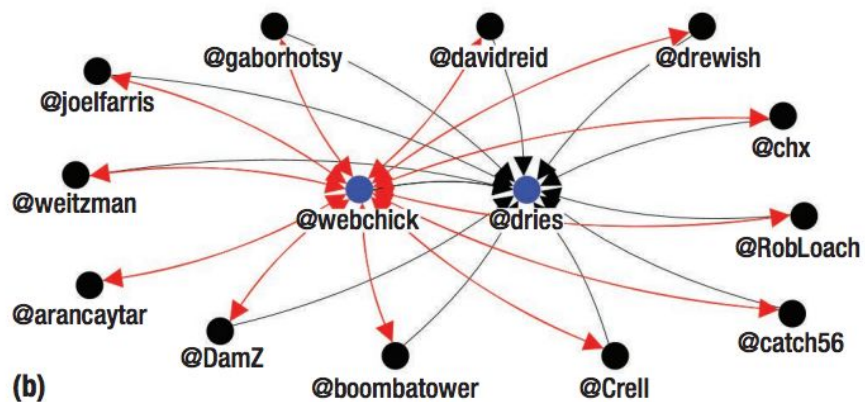 @gaborhotsy
@davidreid
@drewish
@joelfarris
@chx
@weitzman
@webchick
@dries
@RobLoach
@arancaytar
@catch56
@DamZ
@boombatower
@Crell
(b)